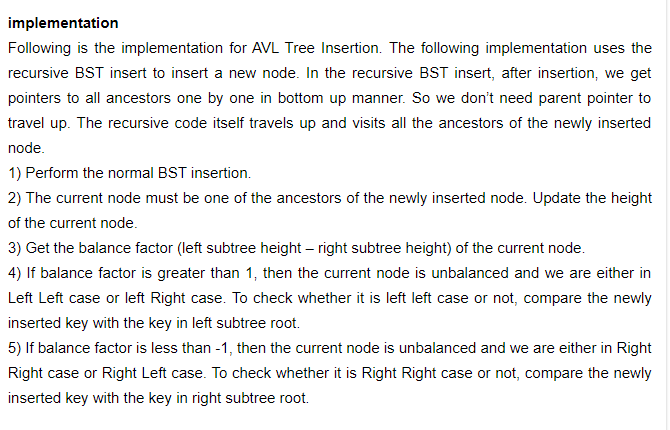 implementation
Following is the implementation for AVL Tree Insertion. The following implementation uses the
recursive BST insert to insert a new node. In the recursive BST insert, after insertion, we get
pointers to all ancestors one by one in bottom up manner. So we don’t need parent pointer to
travel up. The recursive code itself travels up and visits all the ancestors of the newly inserted
node.
1) Perform the normal BST insertion.
2) The current node must be one of the ancestors of the newly inserted node. Update the height
of the current node.
3) Get the balance factor (left subtree height – right subtree height) of the current node.
4) If balance factor is greater than 1, then the current node is unbalanced and we are either in
Left Left case or left Right case. To check whether it is left left case or not, compare the newly
inserted key with the key in left subtree root.
5) If balance factor is less than -1, then the current node is unbalanced and we are either in Right
Right case or Right Left case. To check whether it is Right Right case or not, compare the newly
inserted key with the key in right subtree root.